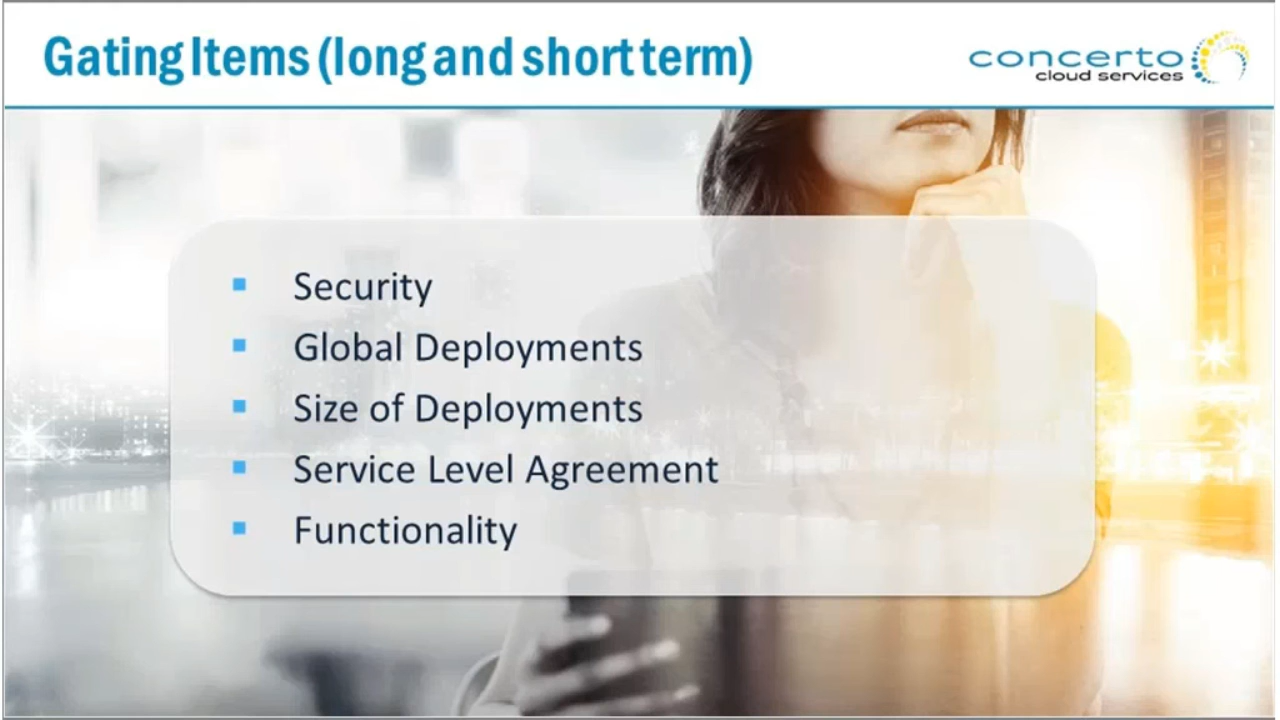 Gating Items (long and short term)
concerto
cloud services
Security
Global Deployments
Size of Deployments
Service Level Agreement
Functionality